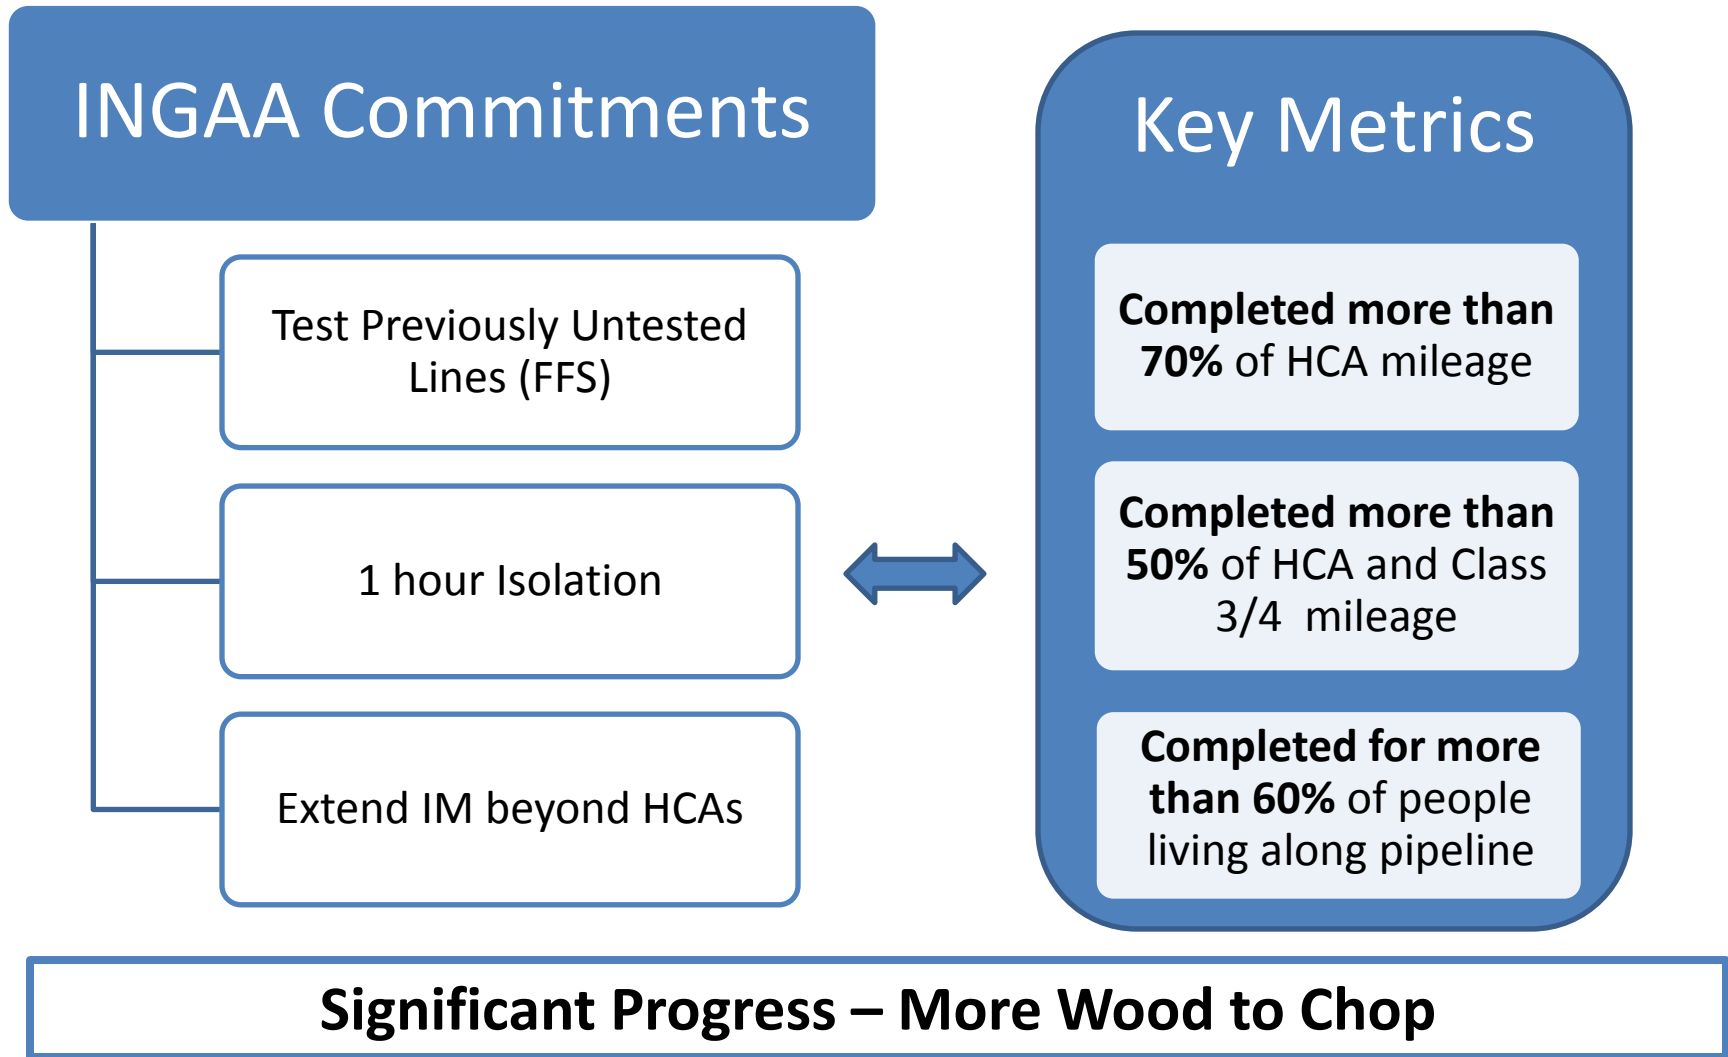 INGAA Commitments
Test Previously Untested
Lines (FFS)
1 hour Isolation
Extend IM beyond HCAs
Key Metrics
Completed more than
70% of HCA mileage
Completed more than
50% of HCA and Class
3/4 mileage
Completed for more
than 60% of people
living along pipeline
Significant Progress – More Wood to Chop